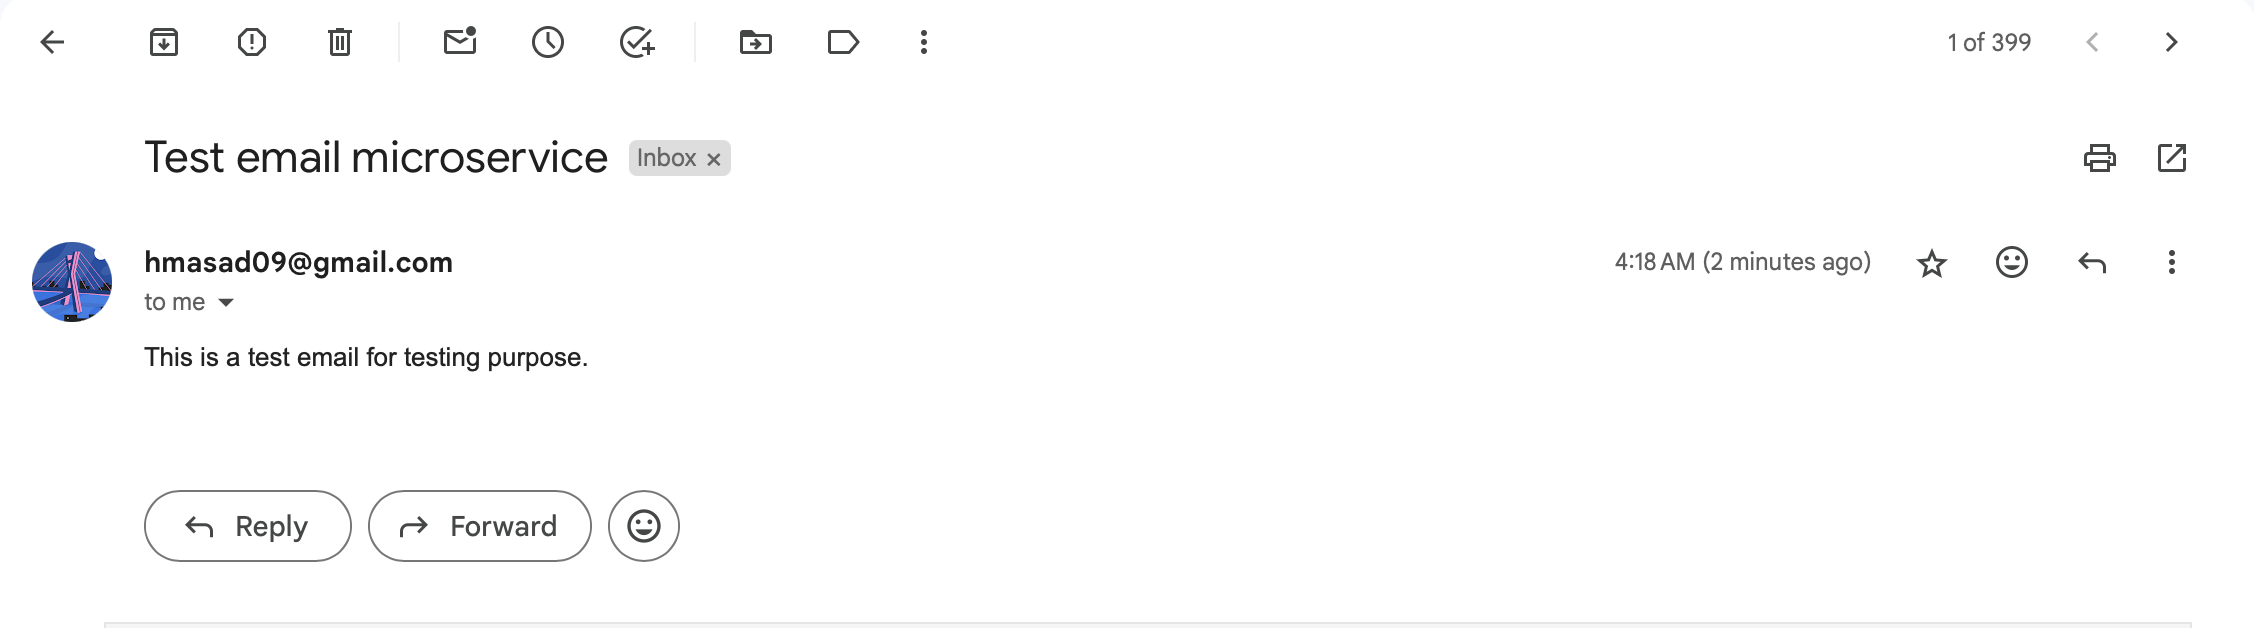 1 of 399
Test email microservice Inbox ×
hmasad09@gmail.com 4:18 AM (2 minutes ago)
to me
This is a test email for testing purpose.
Reply Forward